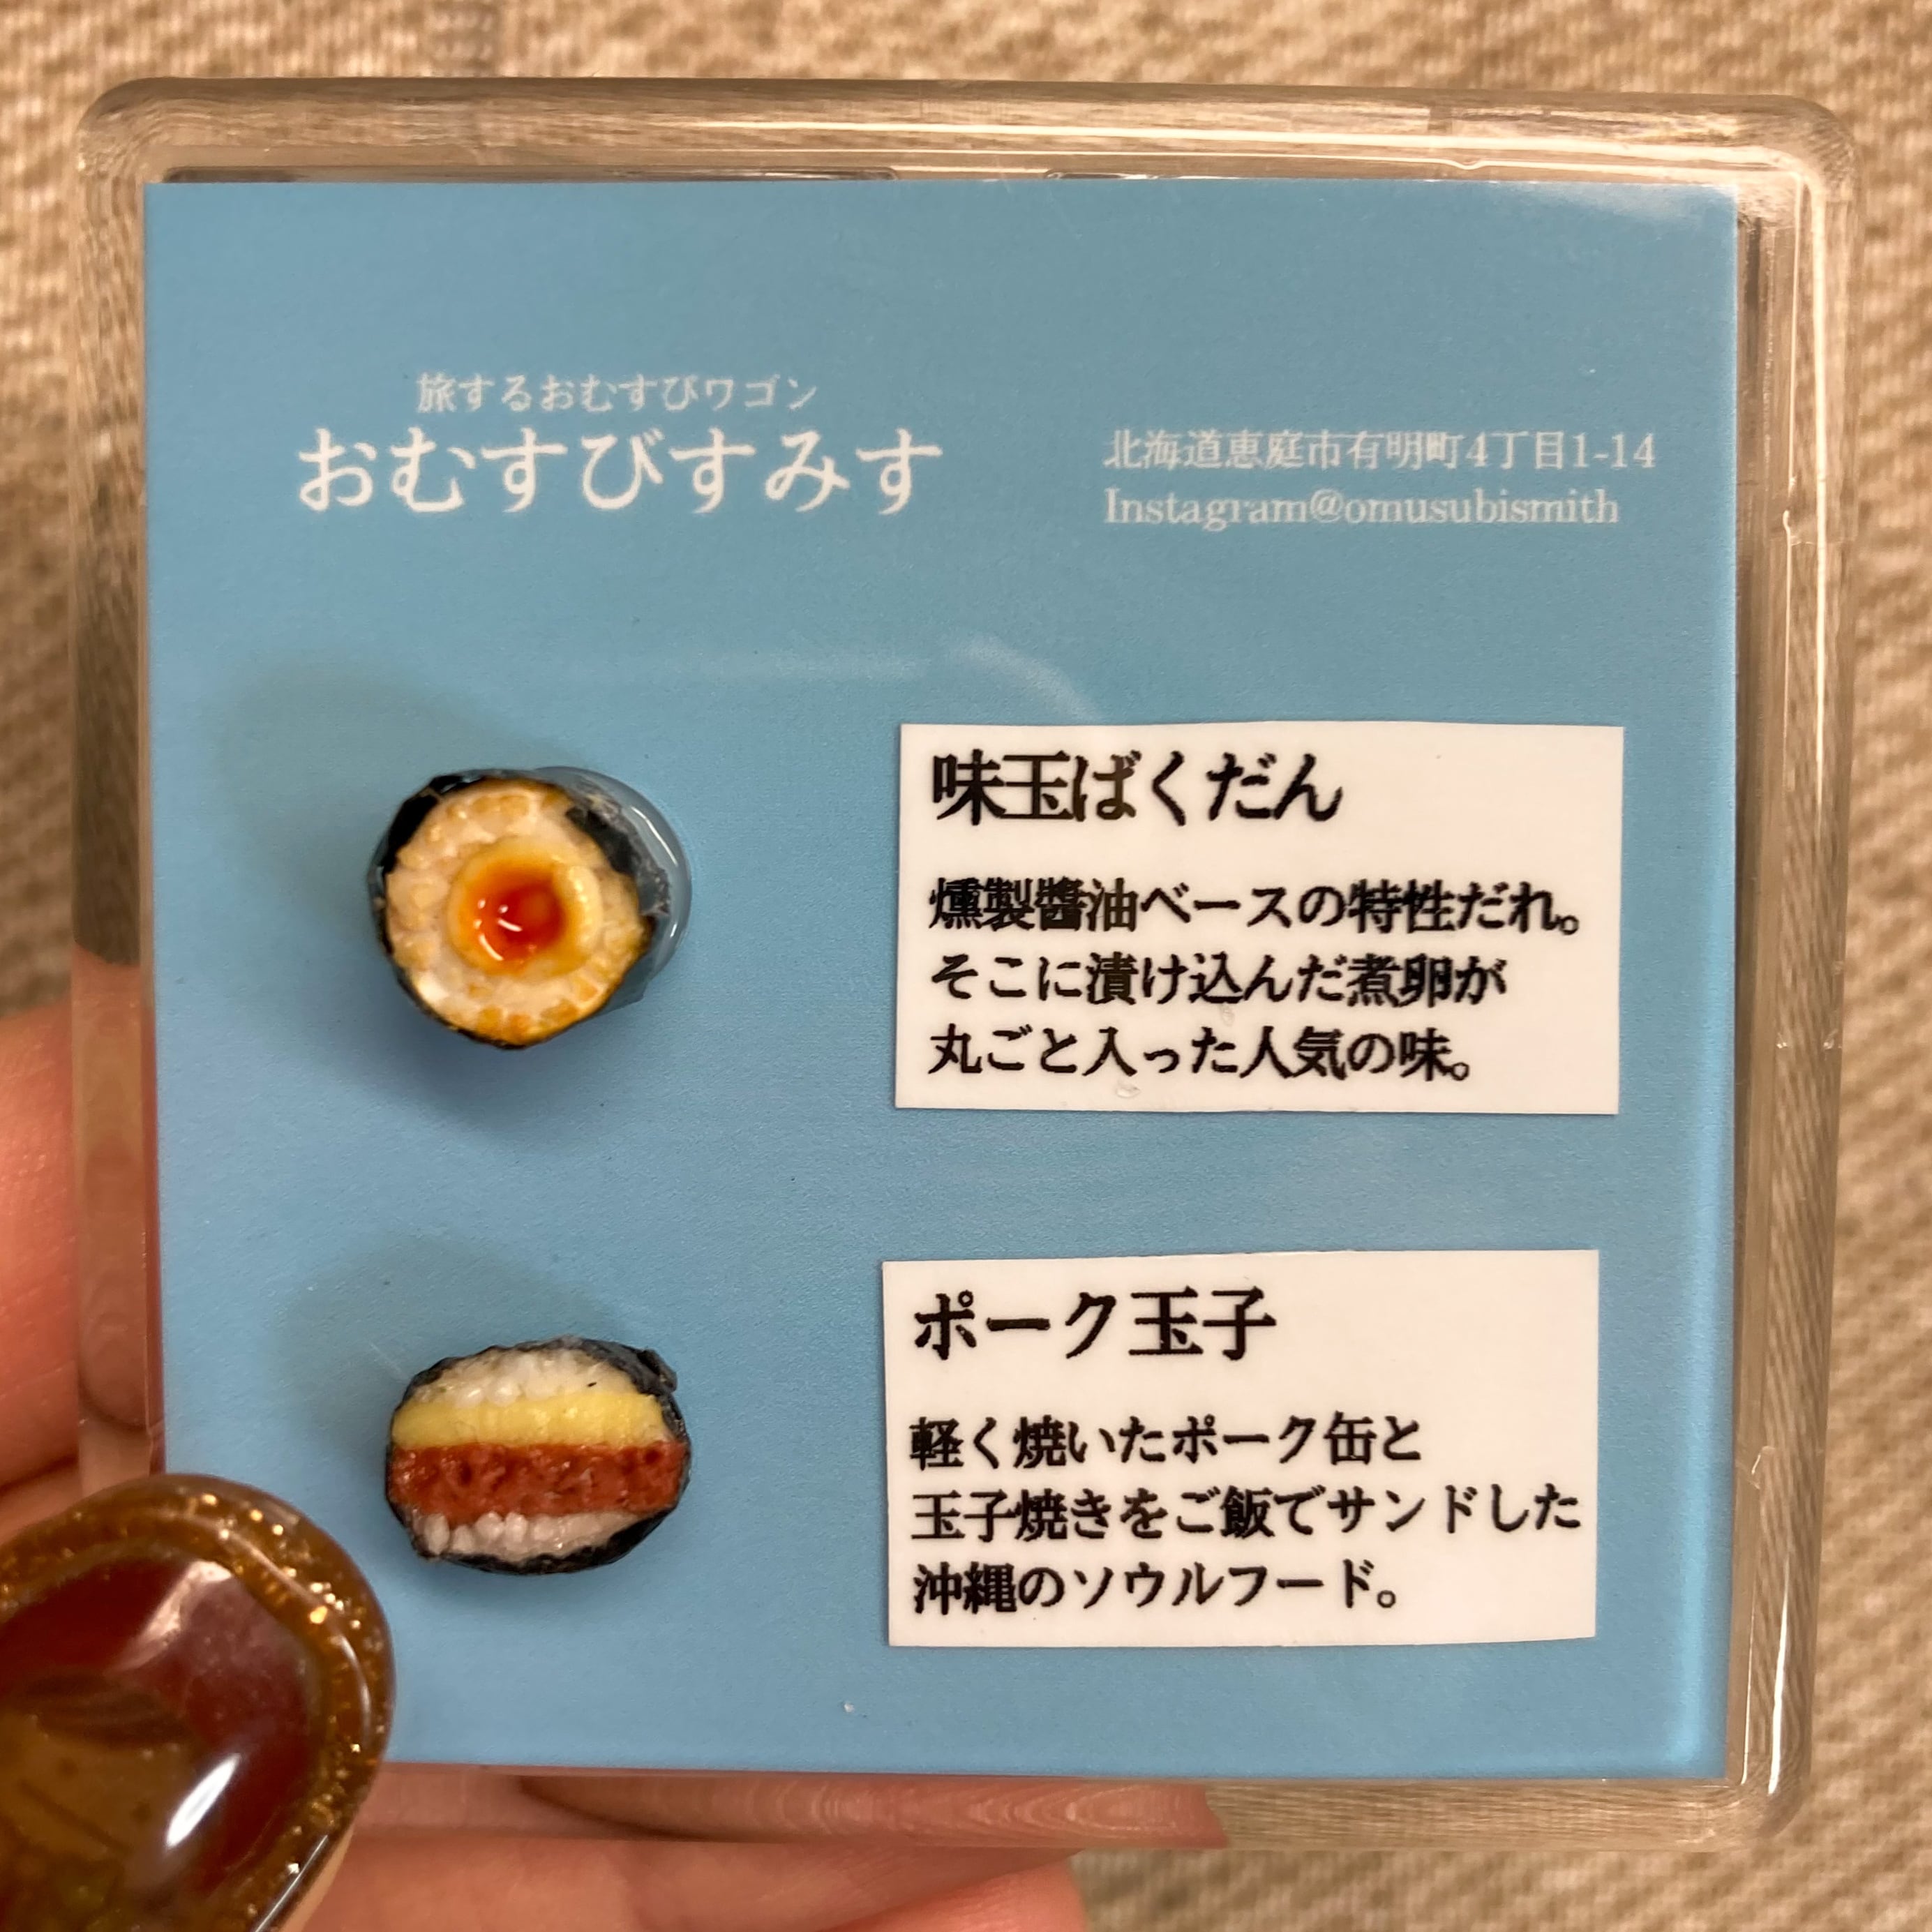 旅するおむすびワゴン
おむすびすみす
北海道恵庭市有明町4丁目1-14
Instagram@omusubismith
味玉ばくだん
燻製醬油ベースの特性だれ。
そこに漬け込んだ煮卵が
丸ごと入った人気の味。
ポーク玉子
軽く焼いたポーク缶と
玉子焼きをご飯でサンドした
沖縄のソウルフード。